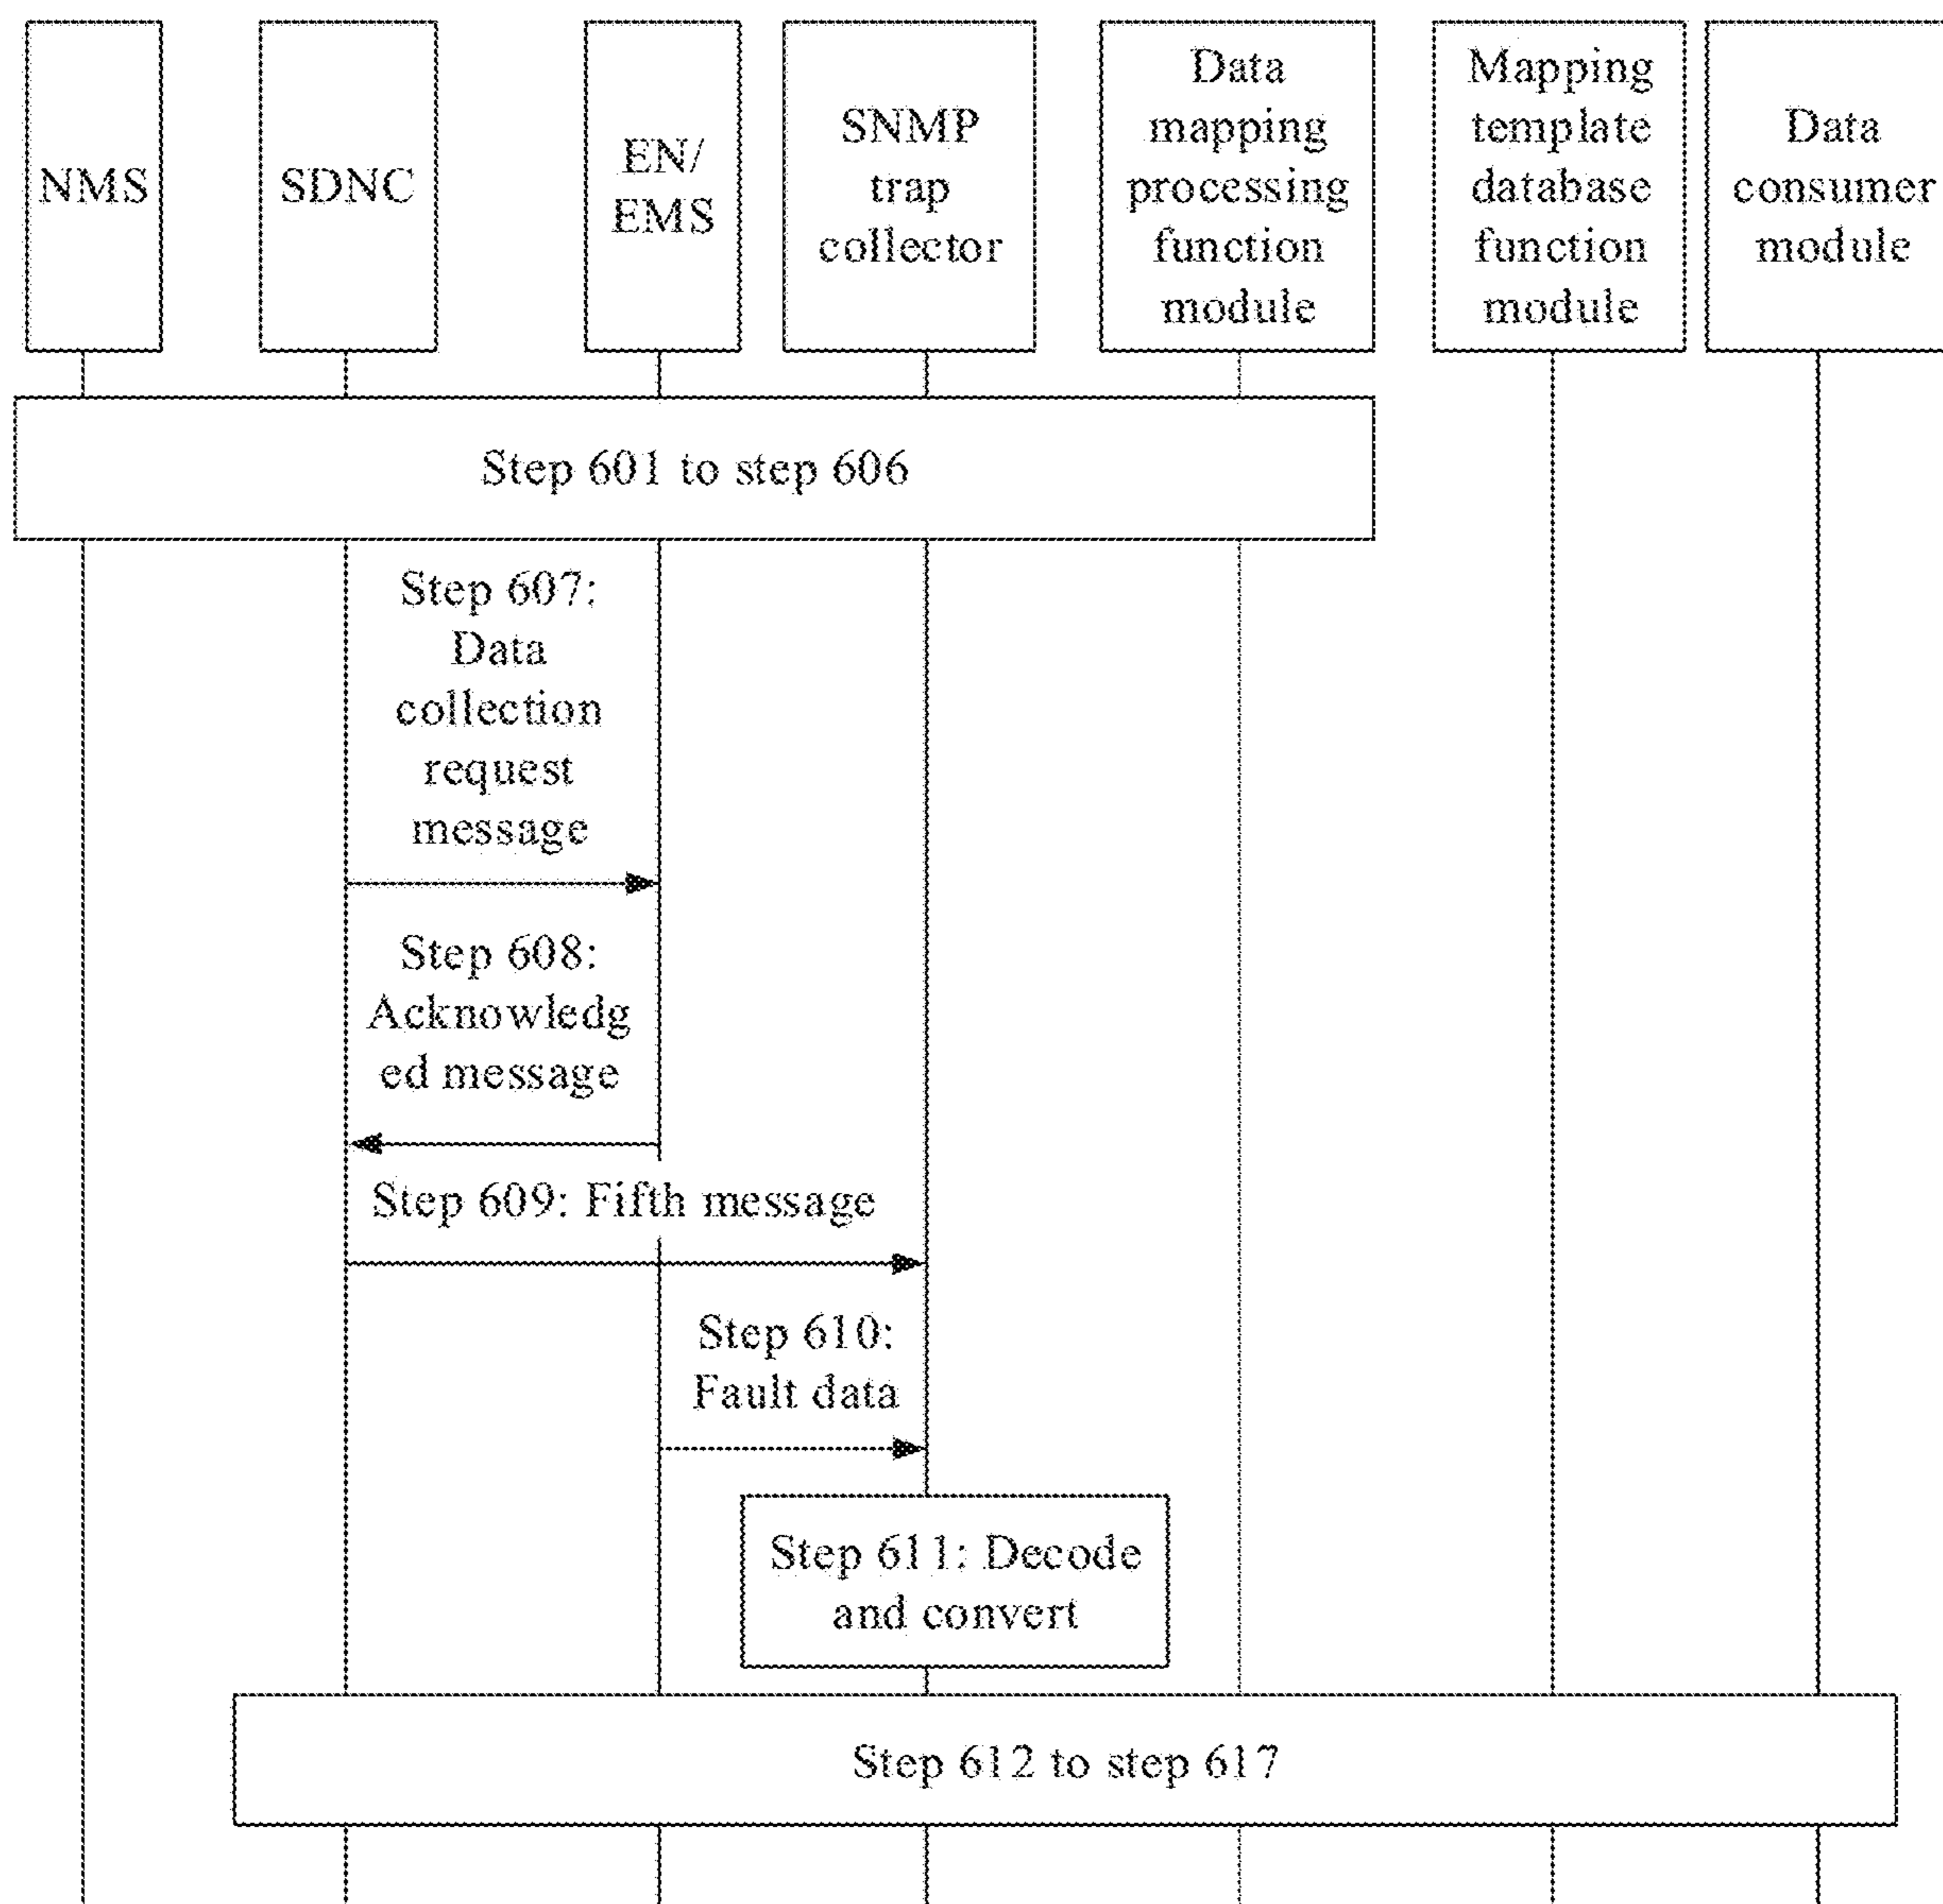 NMS
SDNC
EN/
EMS
SNMP
trap
collector
Data
mapping
processing
function
module
Mapping
template
database
function
module
Data
consumer
module
Step 601 to step 606
Step 607:
Data
collection
request
message
Step 608:
Acknowledg
ed message
Step 609: Fifth message
Step 610:
Fault data
Step 611: Decode
and convert
Step 612 to step 617